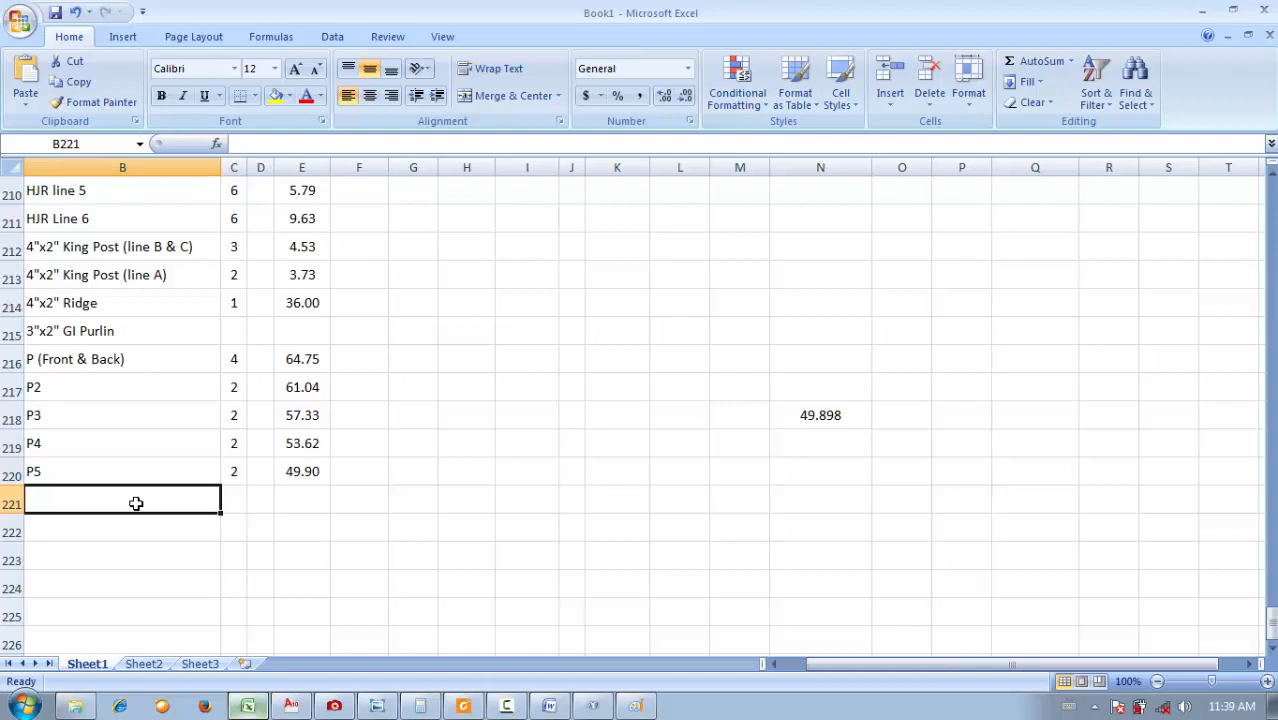 Book1 - Microsoft Excel
Home Insert Page Layout Formulas Data Review View
Paste Cut Copy Format Painter Clipboard
Calibri 12 A A B I U A Font
Wrap Text Merge & Center Alignment
General $ % , .0 .00 .00 .0 Number
Conditional Formatting Format as Table Cell Styles Styles
Insert Delete Format Cells
Σ AutoSum Fill Clear Sort & Filter Find & Select Editing
B221 fx
B C D E F G H I J K L M N O P Q R S T
210 HJR line 5 6 5.79
211 HJR Line 6 6 9.63
212 4"x2" King Post (line B & C) 3 4.53
213 4"x2" King Post (line A) 2 3.73
214 4"x2" Ridge 1 36.00
215 3"x2" GI Purlin
216 P (Front & Back) 4 64.75
217 P2 2 61.04
218 P3 2 57.33 49.898
219 P4 2 53.62
220 P5 2 49.90
221
222
223
224
225
226
Sheet1 Sheet2 Sheet3
Ready 100%
11:39 AM